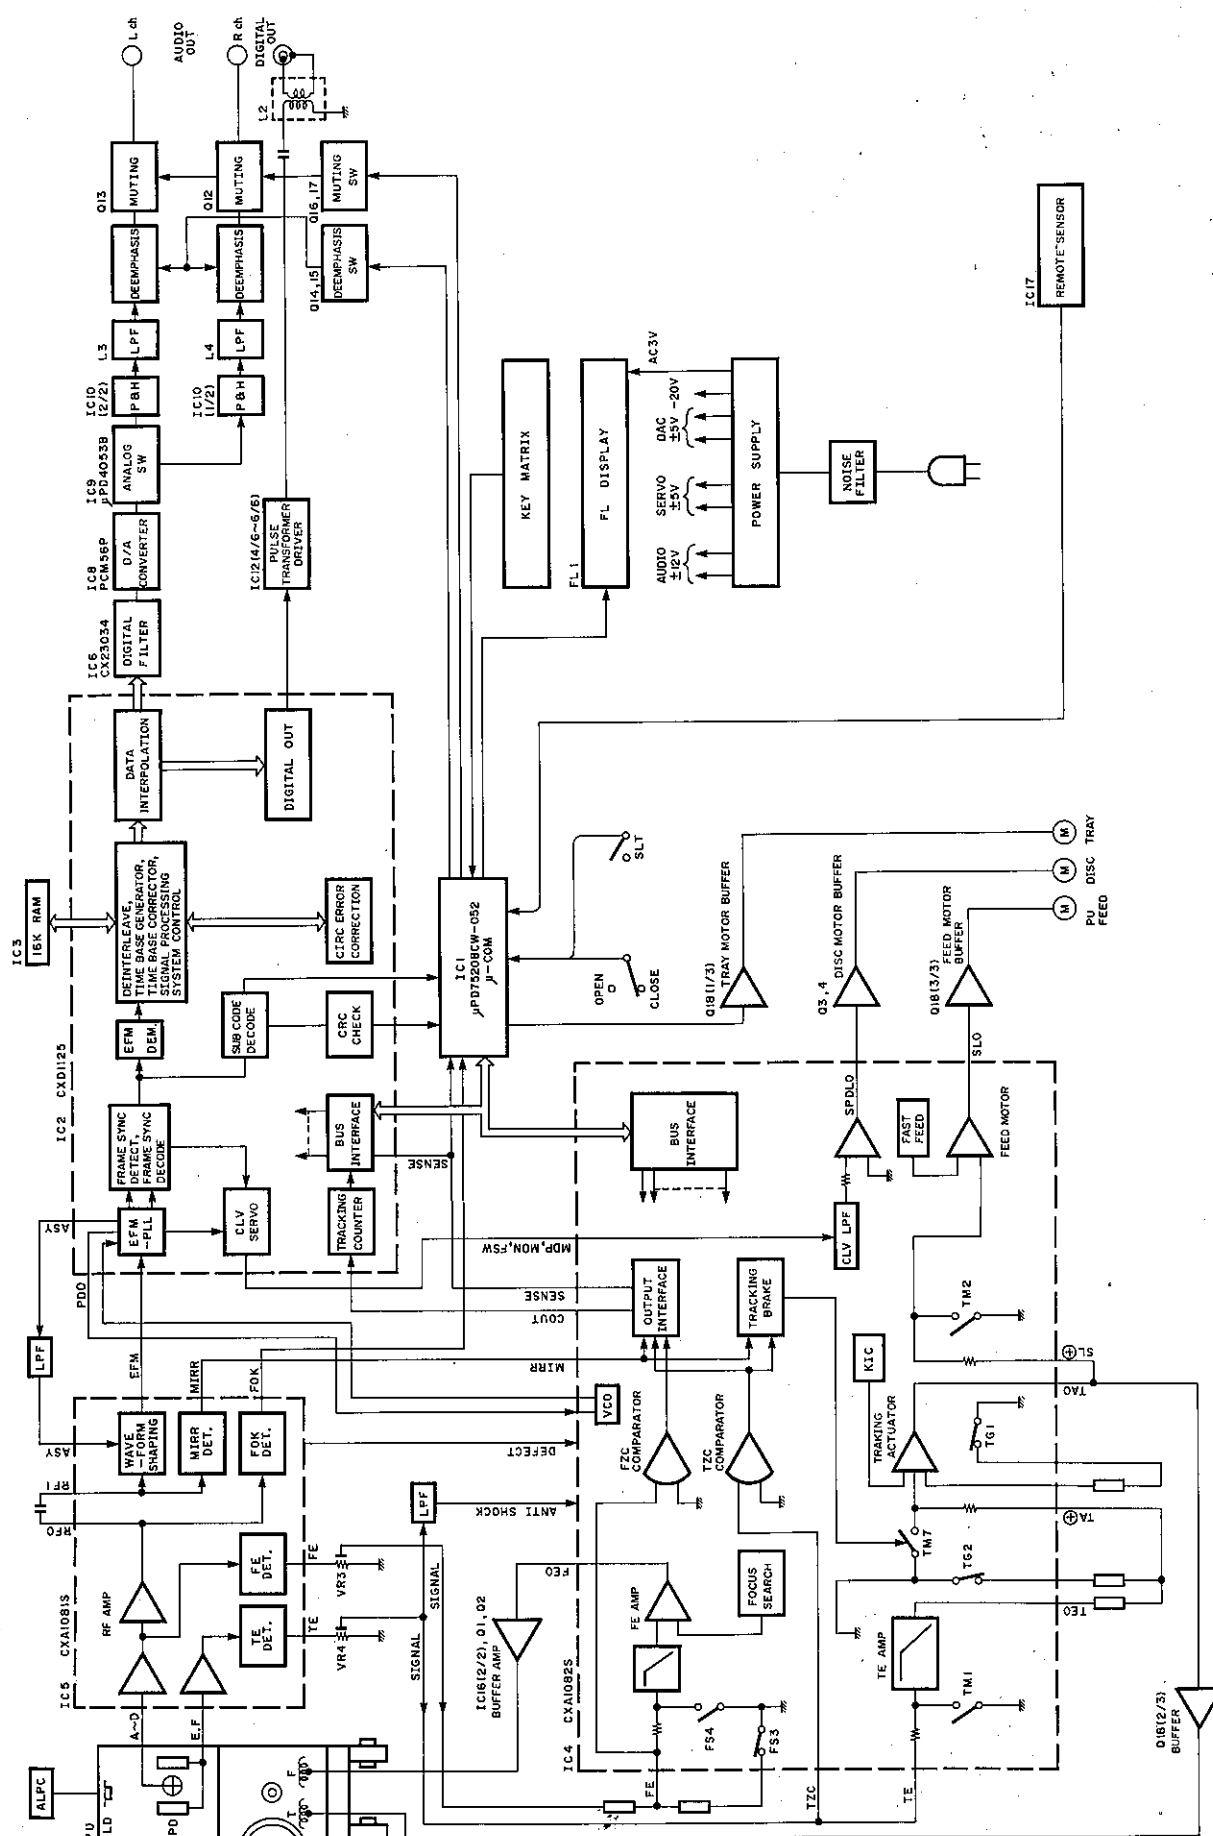 L ch
AUDIO
OUT
R ch
DIGITAL
OUT
L2
Q13
MUTING
Q12
MUTING
Q16,17
MUTING
SW
DEEMPHASIS
DEEMPHASIS
Q14,15
DEEMPHASIS
SW
L3
LPF
L4
LPF
IC10
(2/2)
P&H
IC10
(1/2)
P&H
IC9
μPD4053B
ANALOG
SW
IC8
PCM56P
D/A
CONVERTER
IC6
CX23034
DIGITAL
FILTER
IC12(4/6~6/6)
PULSE
TRANSFORMER
DRIVER
DATA
INTERPOLATION
DIGITAL OUT
IC3
16K RAM
DEINTERLEAVE,
TIME BASE GENERATOR,
TIME BASE CORRECTOR,
SIGNAL PROCESSING
SYSTEM CONTROL
CIRC ERROR
CORRECTION
EFM
DEM.
SUB CODE
DECODE
CRC
CHECK
IC2 CXD1125
FRAME SYNC
DETECT,
FRAME SYNC
DECODE
BUS
INTERFACE
SENSE
EFM
-PLL
CLV
SERVO
TRACKING
COUNTER
ASY
PDO
LPF
EFM
MIRR
FOK
ASY
WAVE
-FORM
SHAPING
MIRR
DET.
FOK
DET.
RFI
RFO
RF AMP
FE
DET.
TE
DET.
FE
TE
VR3
VR4
IC5 CXA1081S
A~D
E.F
ALPC
PU
LD
PD
F
T
KEY MATRIX
FL1
FL DISPLAY
AC3V
AUDIO
±12V
SERVO
±5V
DAC
±5V
-20V
POWER SUPPLY
NOISE
FILTER
IC17
REMOTE SENSOR
IC1
μPD75208CW-052
μ-COM
OPEN
CLOSE
SLT
Q18(1/3)
TRAY MOTOR BUFFER
Q3,4
DISC MOTOR BUFFER
Q18(3/3)
FEED MOTOR
BUFFER
M
TRAY
M
DISC
M
PU
FEED
BUS
INTERFACE
SPDLO
SLO
FAST
FEED
FEED MOTOR
CLV LPF
MDP,MON,FSW
SENSE
COUT
MIRR
OUTPUT
INTERFACE
TRACKING
BRAKE
VCO
DEFECT
ANTI SHOCK
LPF
SIGNAL
SIGNAL
FZC
COMPARATOR
TZC
COMPARATOR
KIC
TRAKING
ACTUATOR
TM2
SL⊕
TAO
TG1
TA⊕
TM7
TG2
TEO
FEO
FE AMP
FOCUS
SEARCH
IC16(2/2), Q1, Q2
BUFFER AMP
IC4 CXA1082S
FS4
FS3
FE
TE AMP
TM1
TZC
TE
Q18(2/3)
BUFFER